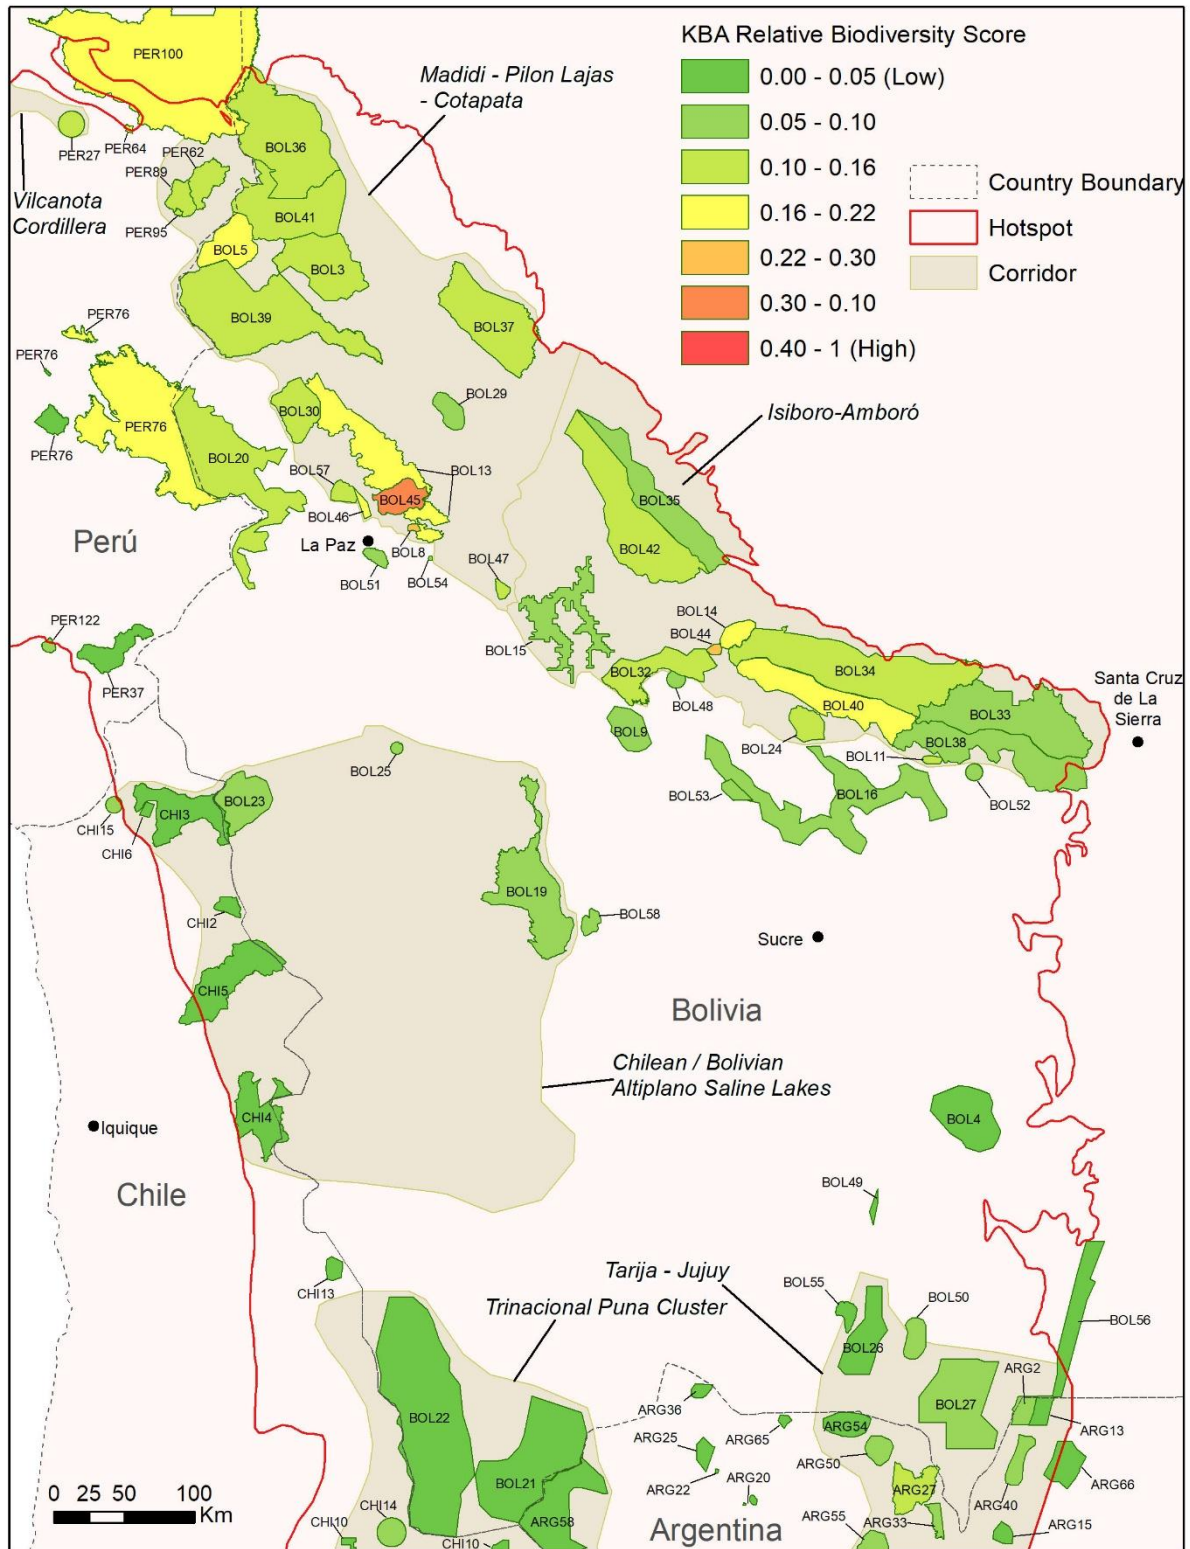 KBA Relative Biodiversity Score
0.00 - 0.05 (Low)
0.05 - 0.10
0.10 - 0.16
0.16 - 0.22
0.22 - 0.30
0.30 - 0.10
0.40 - 1 (High)
Country Boundary
Hotspot
Corridor
PER100
Madidi - Pilon Lajas
- Cotapata
PER27
PER64
PER62
PER89
PER95
Vilcanota
Cordillera
BOL36
BOL41
BOL5
BOL3
BOL39
BOL37
PER76
PER76
PER76
PER76
BOL20
BOL30
BOL29
BOL13
BOL57
BOL45
BOL46
BOL8
La Paz
BOL51
BOL54
BOL47
Isiboro-Amboró
BOL35
BOL42
Perú
PER122
PER37
BOL15
BOL14
BOL44
BOL32
BOL34
BOL48
BOL40
BOL9
BOL33
BOL24
BOL38
BOL11
Santa Cruz
de La
Sierra
BOL25
BOL53
BOL16
BOL52
BOL23
CHI3
CHI15
CHI6
BOL19
CHI2
BOL58
Sucre
CHI5
Bolivia
Chilean / Bolivian
Altiplano Saline Lakes
CHI4
Iquique
BOL4
Chile
BOL49
CHI13
Tarija - Jujuy
Trinacional Puna Cluster
BOL55
BOL50
BOL56
BOL26
ARG2
BOL22
ARG36
BOL27
ARG54
ARG13
ARG25
ARG65
ARG50
BOL21
ARG22
ARG20
ARG27
ARG66
ARG40
0 25 50 100
Km
CHI14
CHI10
CHI10
ARG58
Argentina
ARG55
ARG33
ARG15